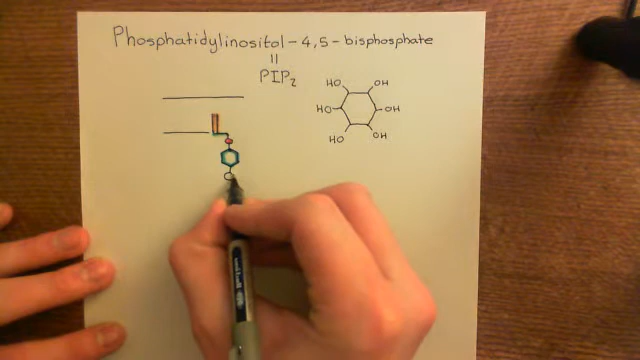 Phosphatidylinositol-4,5-bisphosphate
=
PIP2
HO OH
HO OH
HO OH